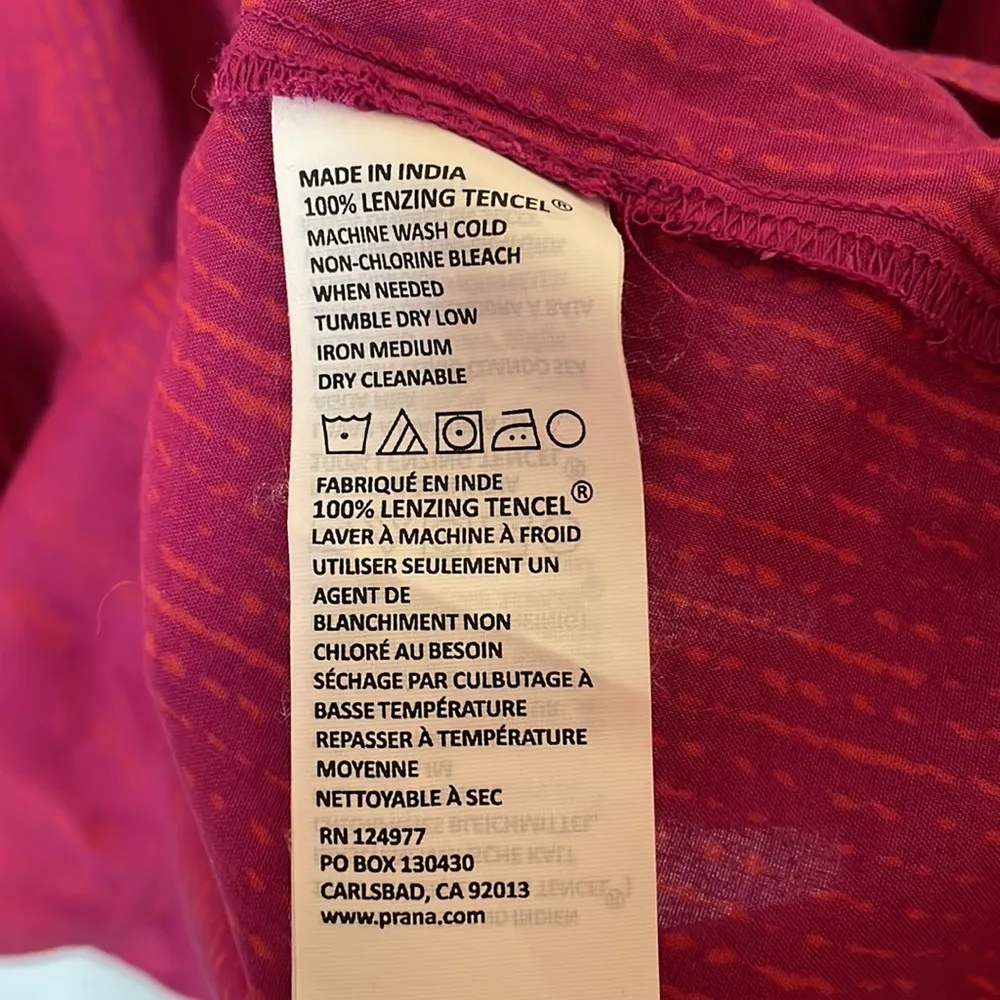 MADE IN INDIA
100% LENZING TENCEL®
MACHINE WASH COLD
NON-CHLORINE BLEACH
WHEN NEEDED
TUMBLE DRY LOW
IRON MEDIUM
DRY CLEANABLE
FABRIQUÉ EN INDE
100% LENZING TENCEL®
LAVER À MACHINE À FROID
UTILISER SEULEMENT UN
AGENT DE
BLANCHIMENT NON
CHLORÉ AU BESOIN
SÉCHAGE PAR CULBUTAGE À
BASSE TEMPÉRATURE
REPASSER À TEMPÉRATURE
MOYENNE
NETTOYABLE À SEC
RN 124977
PO BOX 130430
CARLSBAD, CA 92013
www.prana.com